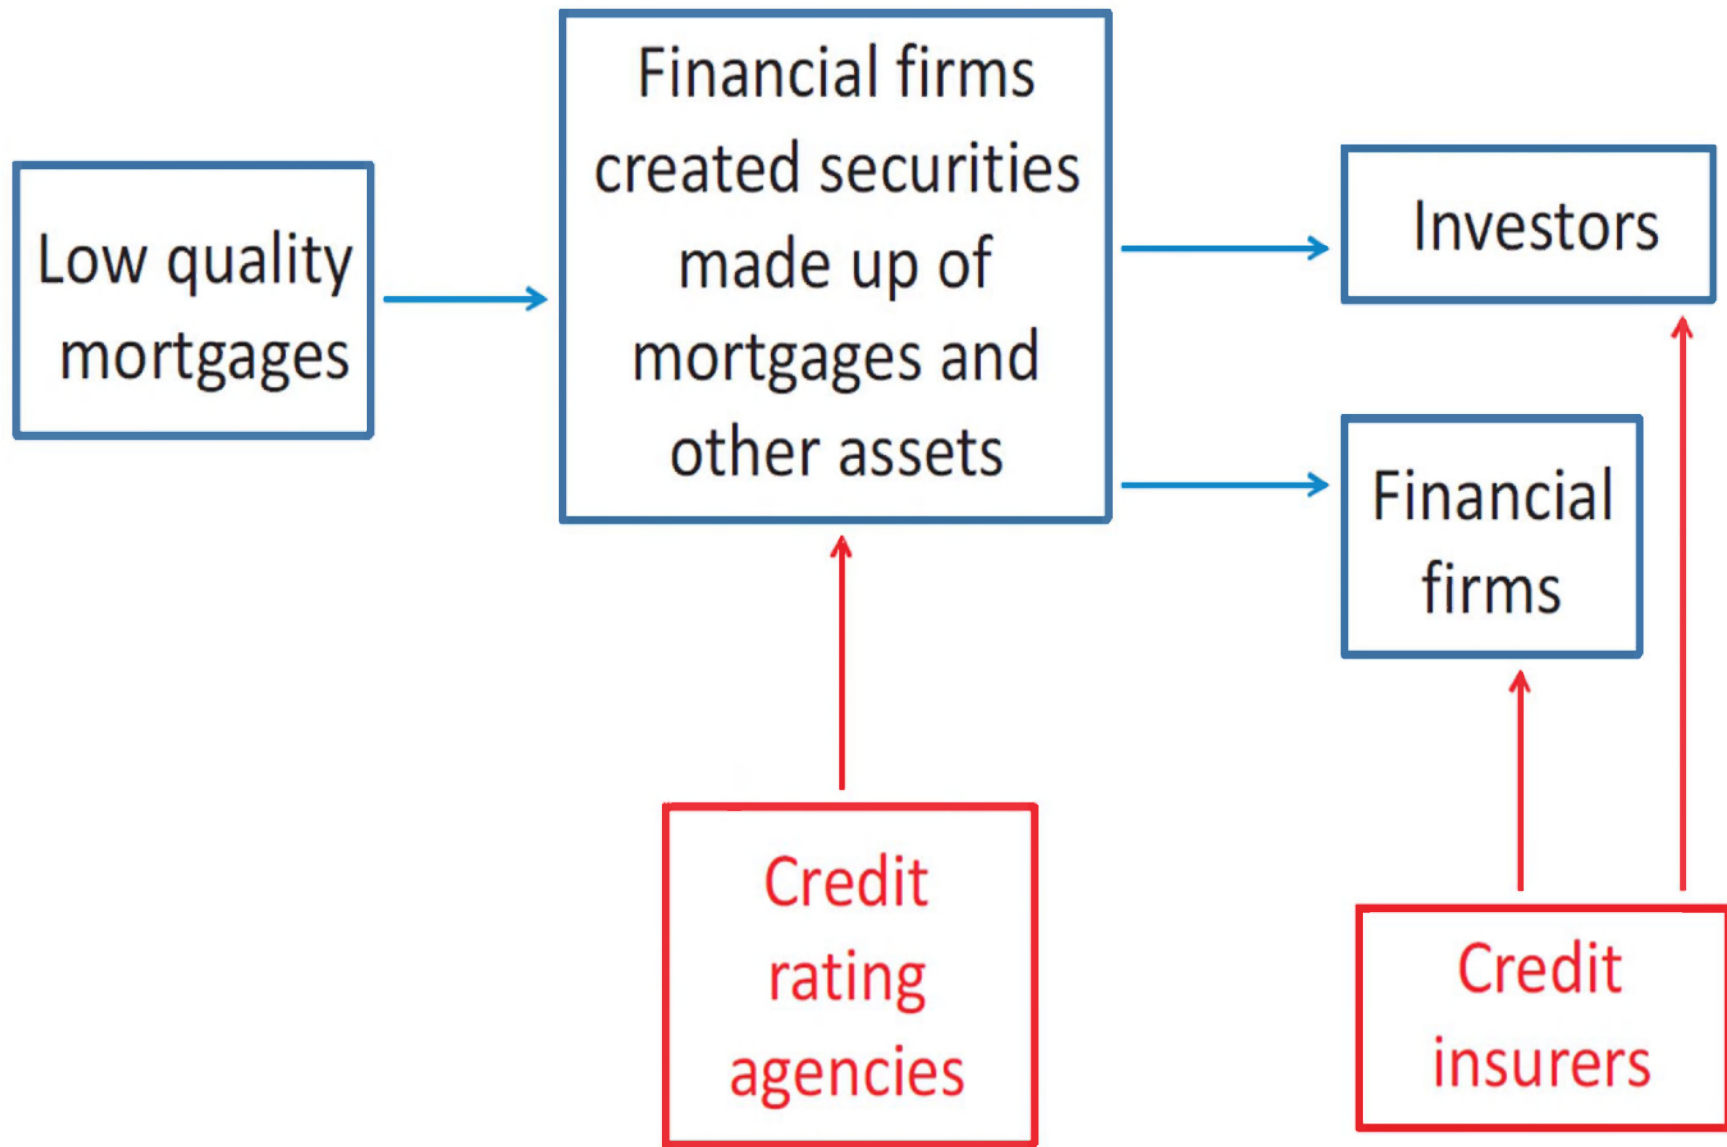 Low quality
mortgages
Financial firms
created securities
made up of
mortgages and
other assets
Investors
Financial
firms
Credit
rating
agencies
Credit
insurers